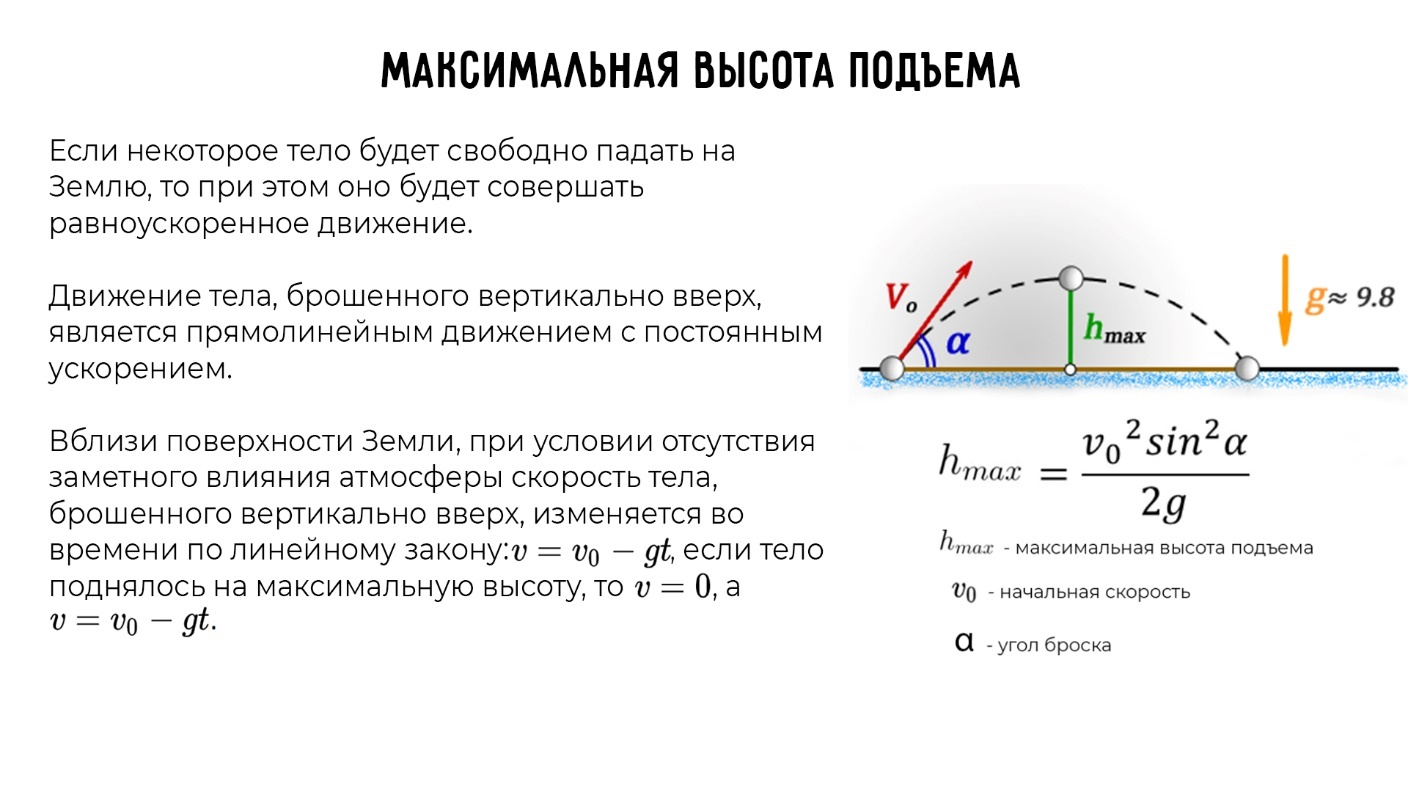 МАКСИМАЛЬНАЯ ВЫСОТА ПОДЪЕМА
Если некоторое тело будет свободно падать на
Землю, то при этом оно будет совершать
равноускоренное движение.
Движение тела, брошенного вертикально вверх,
является прямолинейным движением с постоянным
ускорением.
Вблизи поверхности Земли, при условии отсутствия
заметного влияния атмосферы скорость тела,
брошенного вертикально вверх, изменяется во
времени по линейному закону:v = v₀ − gt, если тело
поднялось на максимальную высоту, то v = 0, а
v = v₀ − gt.
Vₒ
α
hmax
g≈ 9.8
hmax = v₀² sin² α / 2g
hmax - максимальная высота подъема
v₀ - начальная скорость
α - угол броска